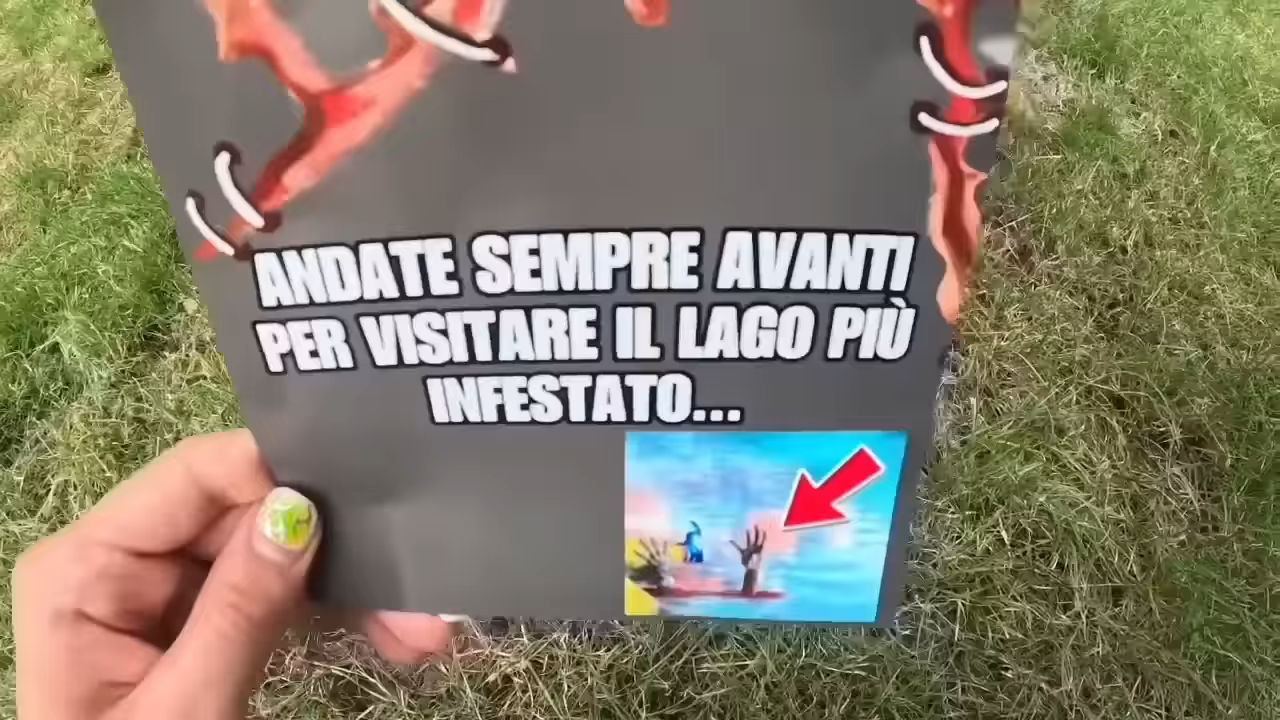 ANDATE SEMPRE AVANTI
PER VISITARE IL LAGO PIÙ
INFESTATO...